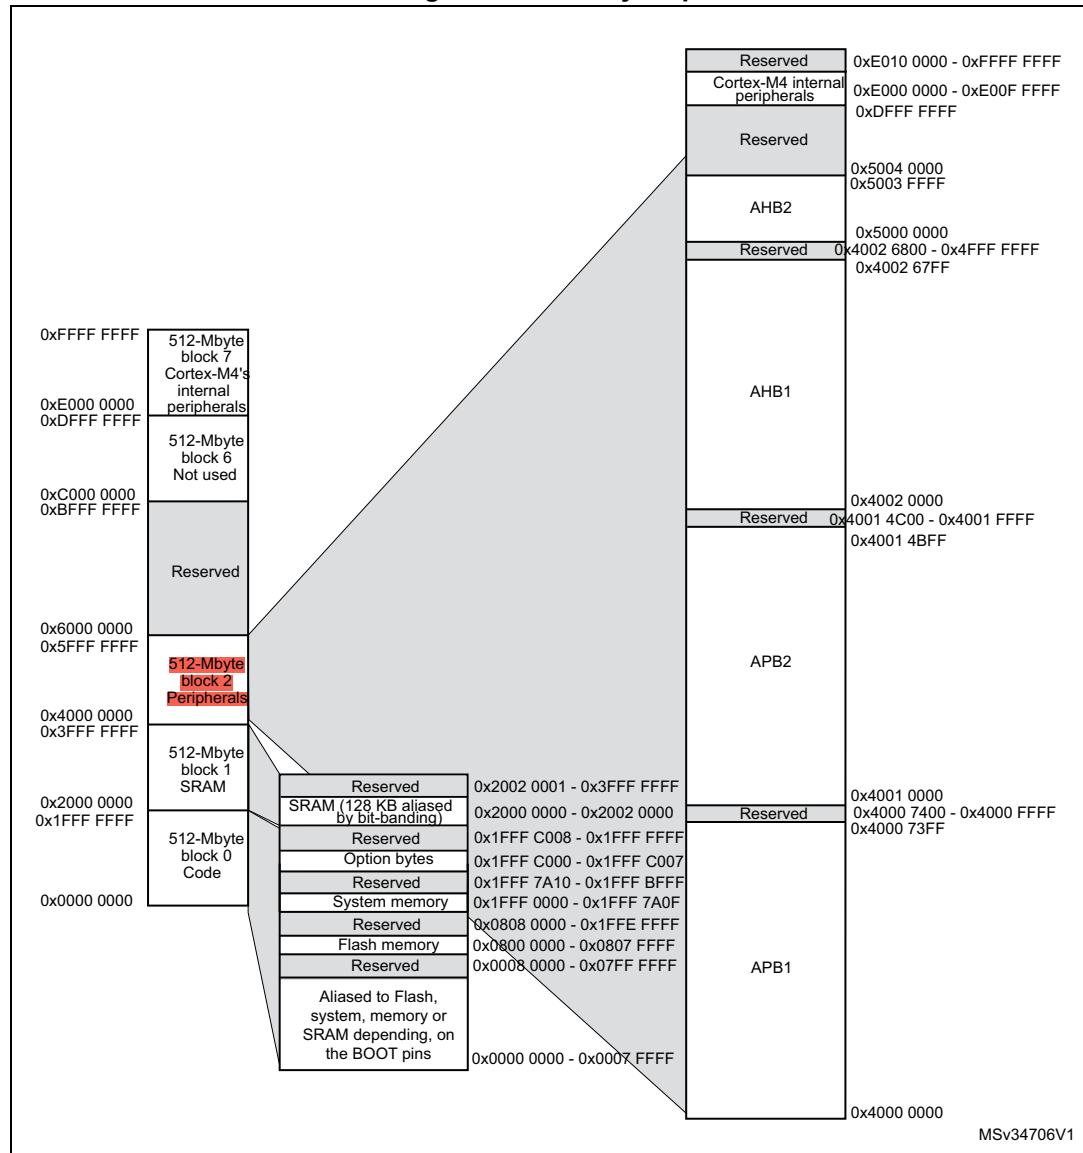 Reserved
0xE010 0000 - 0xFFFF FFFF
Cortex-M4 internal
peripherals
0xE000 0000 - 0xE00F FFFF
0xDFFF FFFF
Reserved
0x5004 0000
0x5003 FFFF
AHB2
0x5000 0000
Reserved
0x4002 6800 - 0x4FFF FFFF
0x4002 67FF
AHB1
0x4002 0000
Reserved
0x4001 4C00 - 0x4001 FFFF
0x4001 4BFF
APB2
0x4001 0000
Reserved
0x4000 7400 - 0x4000 FFFF
0x4000 73FF
APB1
0x4000 0000
0xFFFF FFFF
512-Mbyte
block 7
Cortex-M4's
internal
peripherals
0xE000 0000
0xDFFF FFFF
512-Mbyte
block 6
Not used
0xC000 0000
0xBFFF FFFF
Reserved
0x6000 0000
0x5FFF FFFF
512-Mbyte
block 2
Peripherals
0x4000 0000
0x3FFF FFFF
512-Mbyte
block 1
SRAM
0x2000 0000
0x1FFF FFFF
512-Mbyte
block 0
Code
0x0000 0000
Reserved
0x2002 0001 - 0x3FFF FFFF
SRAM (128 KB aliased
by bit-banding)
0x2000 0000 - 0x2002 0000
Reserved
0x1FFF C008 - 0x1FFF FFFF
Option bytes
0x1FFF C000 - 0x1FFF C007
Reserved
0x1FFF 7A10 - 0x1FFF BFFF
System memory
0x1FFF 0000 - 0x1FFF 7A0F
Reserved
0x0808 0000 - 0x1FFE FFFF
Flash memory
0x0800 0000 - 0x0807 FFFF
Reserved
0x0008 0000 - 0x07FF FFFF
Aliased to Flash,
system, memory or
SRAM depending, on
the BOOT pins
0x0000 0000 - 0x0007 FFFF
MSv34706V1